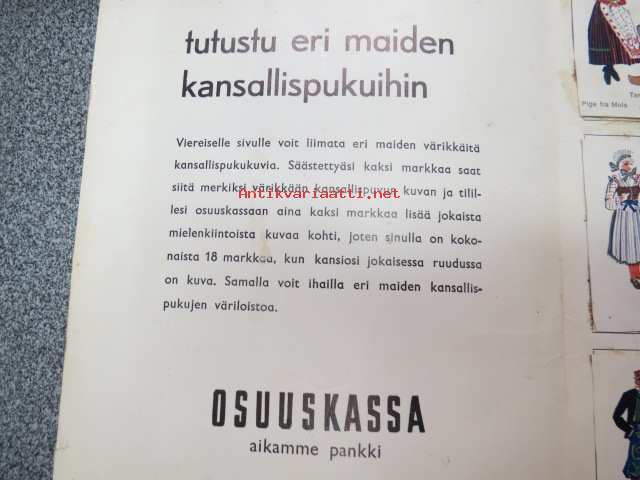 tutustu eri maiden
kansallispukuihin
Viereiselle sivulle voit liimata eri maiden värikkäitä
kansallispukukuvia. Säästettyäsi kaksi markkaa saat
siitä merkiksi värikkään kansallispuvun kuvan ja tilil-
lesi osuuskassaan aina kaksi markkaa lisää jokaista
mielenkiintoista kuvaa kohti, joten sinulla on koko-
naista 18 markkaa, kun kansiosi jokaisessa ruudussa
on kuva. Samalla voit ihailla eri maiden kansallis-
pukujen väriloistoa.
Antikvariaatti.net
OSUUSKASSA
aikamme pankki
Tan
Pige fra Mols